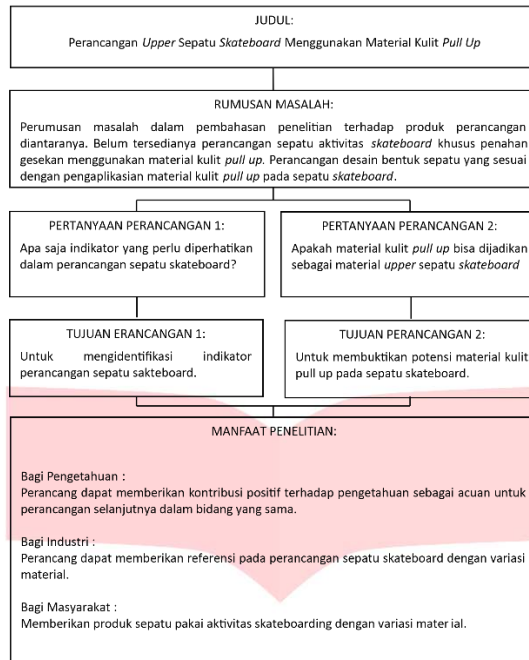 JUDUL:
Perancangan Upper Sepatu Skateboard Menggunakan Material Kulit Pull Up
RUMUSAN MASALAH:
Perumusan masalah dalam pembahasan penelitian terhadap produk perancangan
diantaranya. Belum tersedianya perancangan sepatu aktivitas skateboard khusus penahan
gesekan menggunakan material kulit pull up. Perancangan desain bentuk sepatu yang sesuai
dengan pengaplikasian material kulit pull up pada sepatu skateboard.
PERTANYAAN PERANCANGAN 1:
Apa saja indikator yang perlu diperhatikan
dalam perancangan sepatu skateboard?
PERTANYAAN PERANCANGAN 2:
Apakah material kulit pull up bisa dijadikan
sebagai material upper sepatu skateboard
TUJUAN ERANCANGAN 1:
Untuk mengidentifikasi indikator
perancangan sepatu sakteboard.
TUJUAN PERANCANGAN 2:
Untuk membuktikan potensi material kulit
pull up pada sepatu skateboard.
MANFAAT PENELITIAN:
Bagi Pengetahuan :
Perancang dapat memberikan kontribusi positif terhadap pengetahuan sebagai acuan untuk
perancangan selanjutnya dalam bidang yang sama.
Bagi Industri :
Perancang dapat memberikan referensi pada perancangan sepatu skateboard dengan variasi
material.
Bagi Masyarakat :
Memberikan produk sepatu pakai aktivitas skateboarding dengan variasi material.